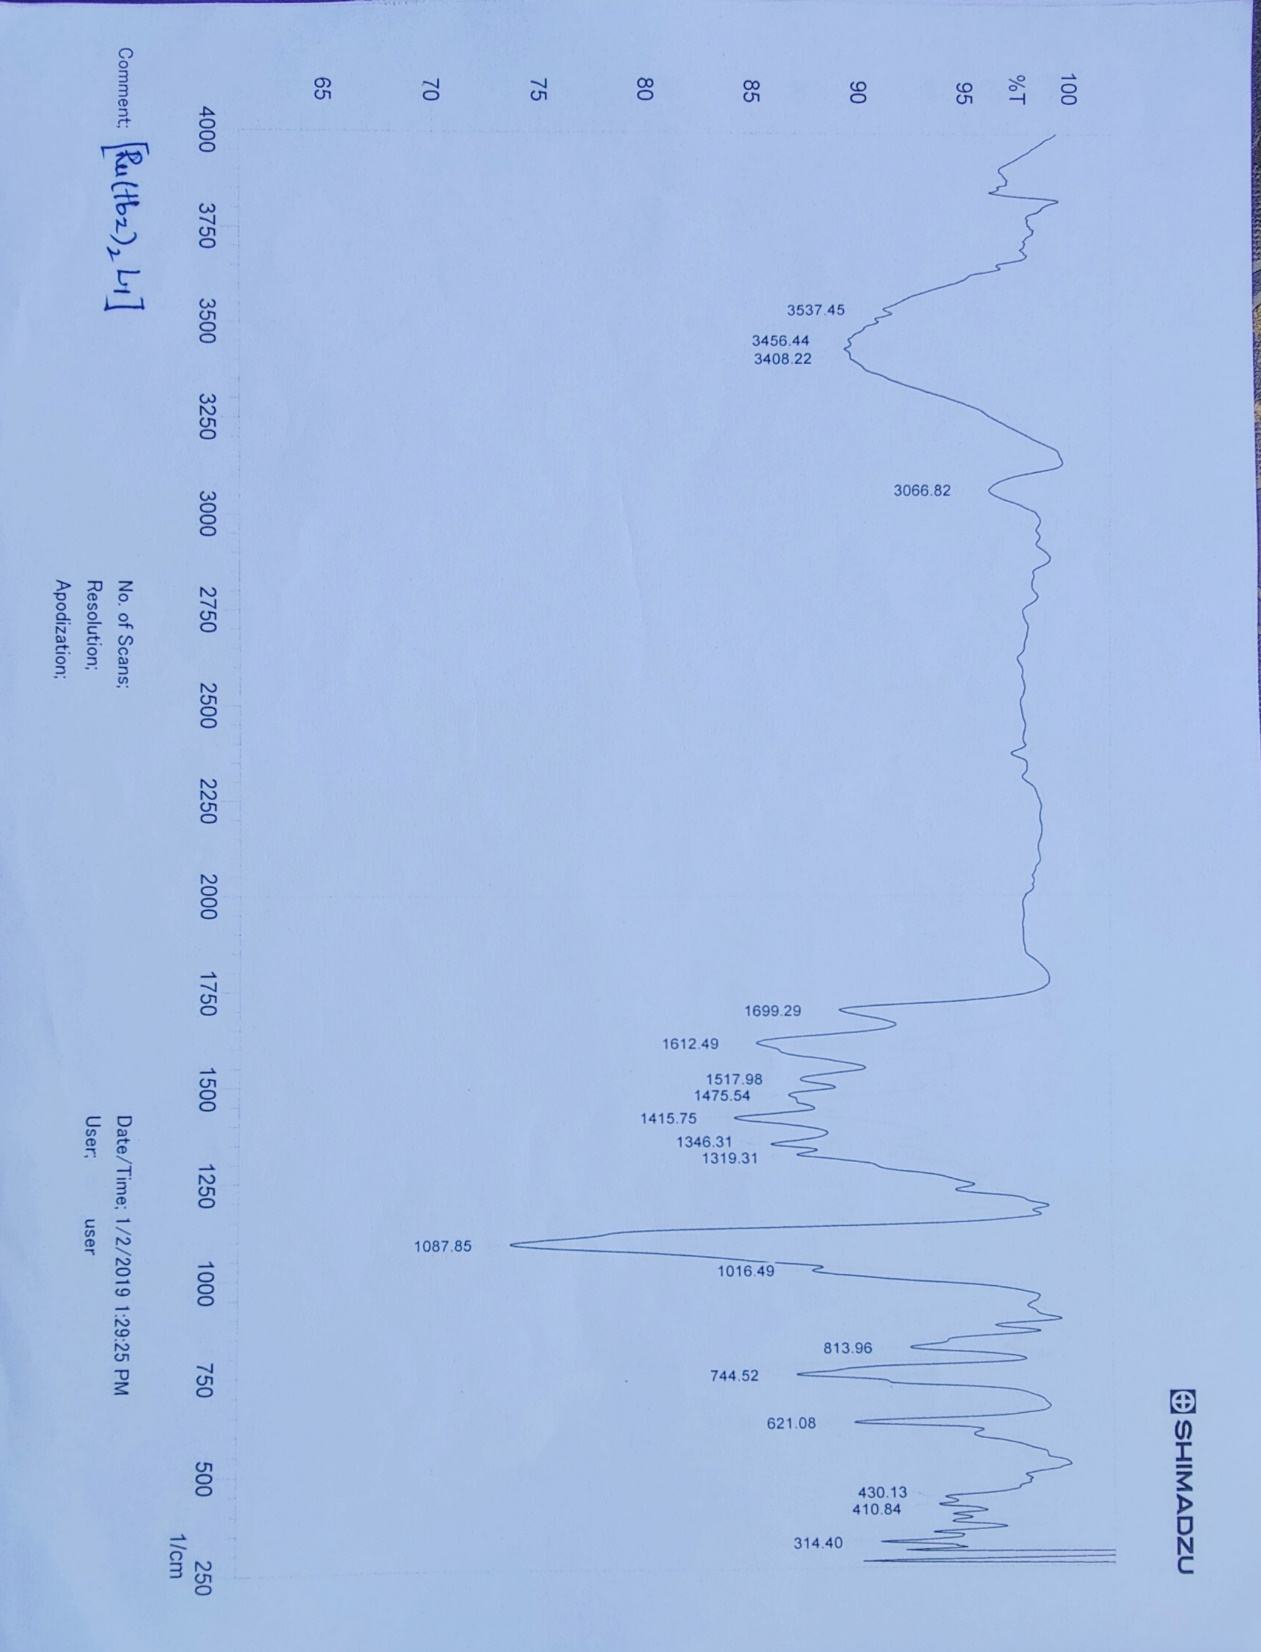 SHIMADZU
100
%T
95
90
85
80
75
70
65
3537.45
3456.44
3408.22
3066.82
1699.29
1612.49
1517.98
1475.54
1415.75
1346.31
1319.31
1087.85
1016.49
813.96
744.52
621.08
430.13
410.84
314.40
4000 3750 3500 3250 3000 2750 2500 2250 2000 1750 1500 1250 1000 750 500 250
1/cm
Comment; [Ru(tbz)₂ L1]
No. of Scans;
Resolution;
Apodization;
Date/Time; 1/2/2019 1:29:25 PM
User; user